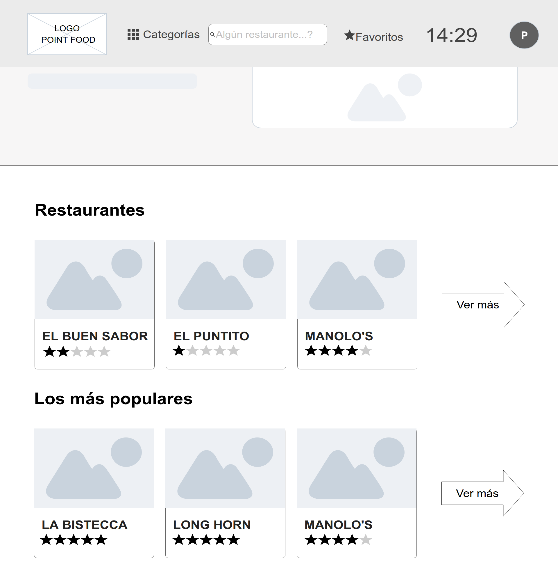 LOGO
POINT FOOD
Categorías
Algún restaurante...?
Favoritos
14:29
P
Restaurantes
EL BUEN SABOR
EL PUNTITO
MANOLO'S
Ver más
Los más populares
LA BISTECCA
LONG HORN
MANOLO'S
Ver más